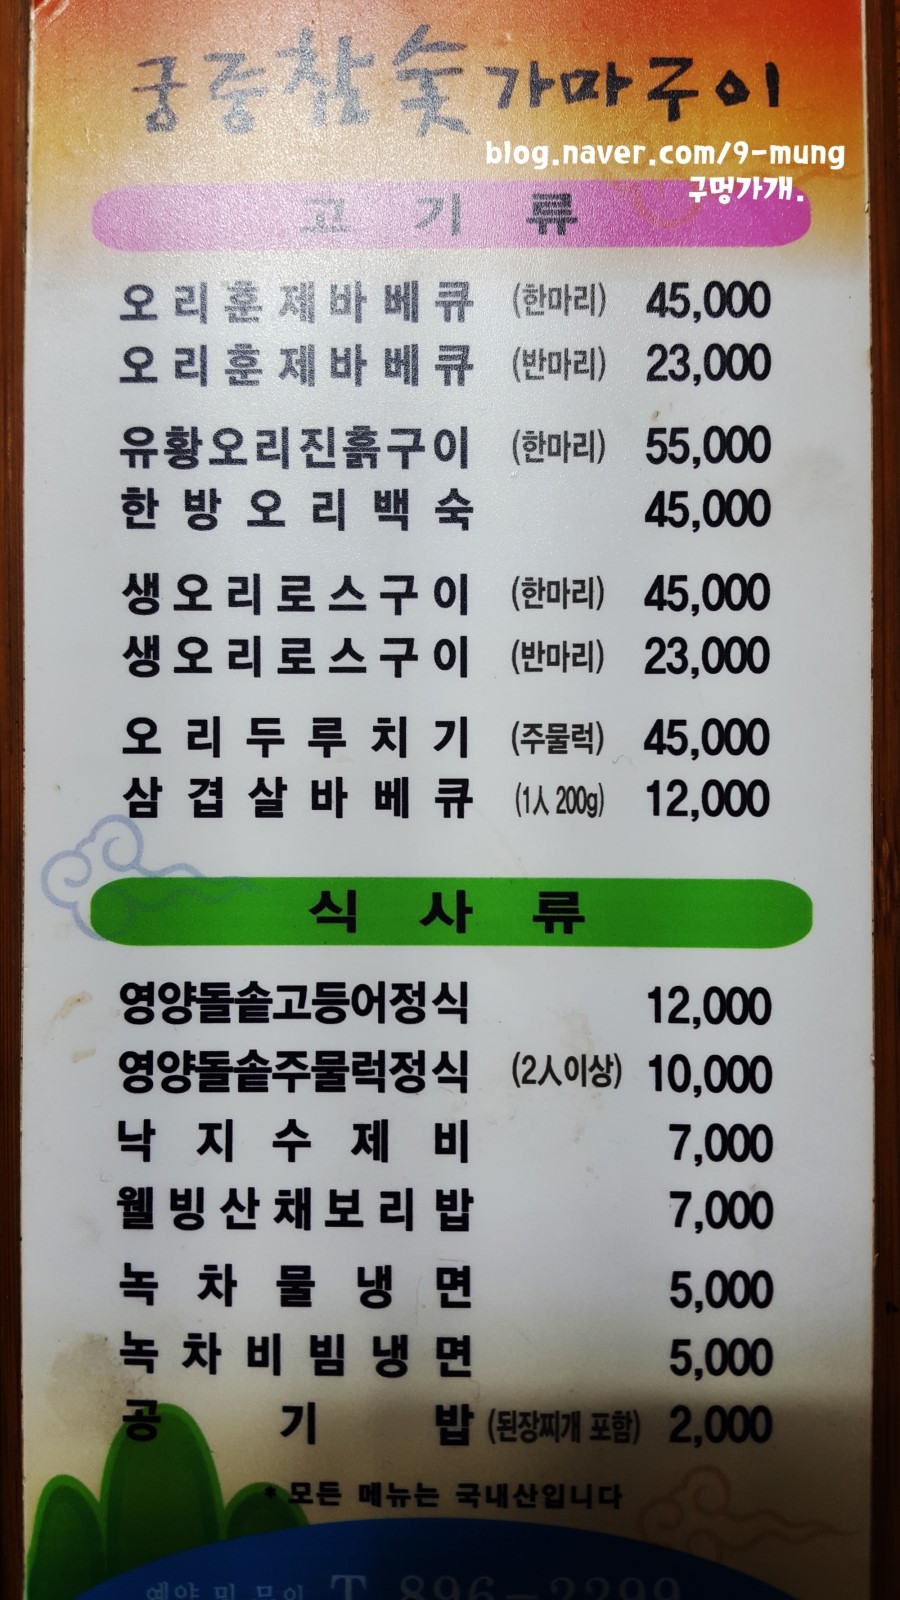 궁중참숯가마구이
blog.naver.com/9-mung
구멍가개.
고 기 류
오리훈제바베큐 (한마리) 45,000
오리훈제바베큐 (반마리) 23,000
유황오리진흙구이 (한마리) 55,000
한방오리백숙 45,000
생오리로스구이 (한마리) 45,000
생오리로스구이 (반마리) 23,000
오리두루치기 (주물럭) 45,000
삼겹살바베큐 (1人 200g) 12,000
식 사 류
영양돌솥고등어정식 12,000
영양돌솥주물럭정식 (2人이상) 10,000
낙지수제비 7,000
웰빙산채보리밥 7,000
녹차물냉면 5,000
녹차비빔냉면 5,000
공기밥 (된장찌개 포함) 2,000
* 모든 메뉴는 국내산입니다
예약 및 문의 T. 896-2299